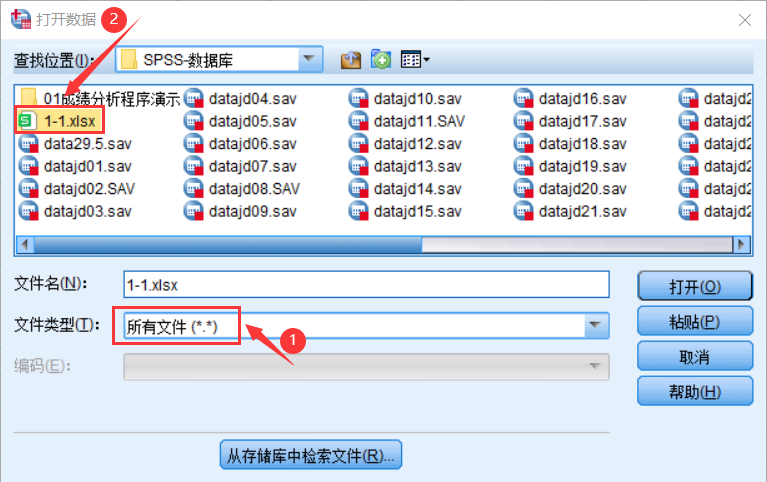 打开数据 2
查找位置(I): SPSS-数据库
01成绩分析程序演示 datajd04.sav datajd10.sav datajd16.sav datajd2
1-1.xlsx datajd05.sav datajd11.SAV datajd17.sav datajd2
data29.5.sav datajd06.sav datajd12.sav datajd18.sav datajd2
datajd01.sav datajd07.sav datajd13.sav datajd19.sav datajd2
datajd02.SAV datajd08.SAV datajd14.sav datajd20.sav datajd2
datajd03.sav datajd09.sav datajd15.sav datajd21.sav datajd2
文件名(N): 1-1.xlsx 打开(O)
文件类型(T): 所有文件 (*.*) 1 粘贴(P)
取消
编码(E):
帮助(H)
从存储库中检索文件(R)...